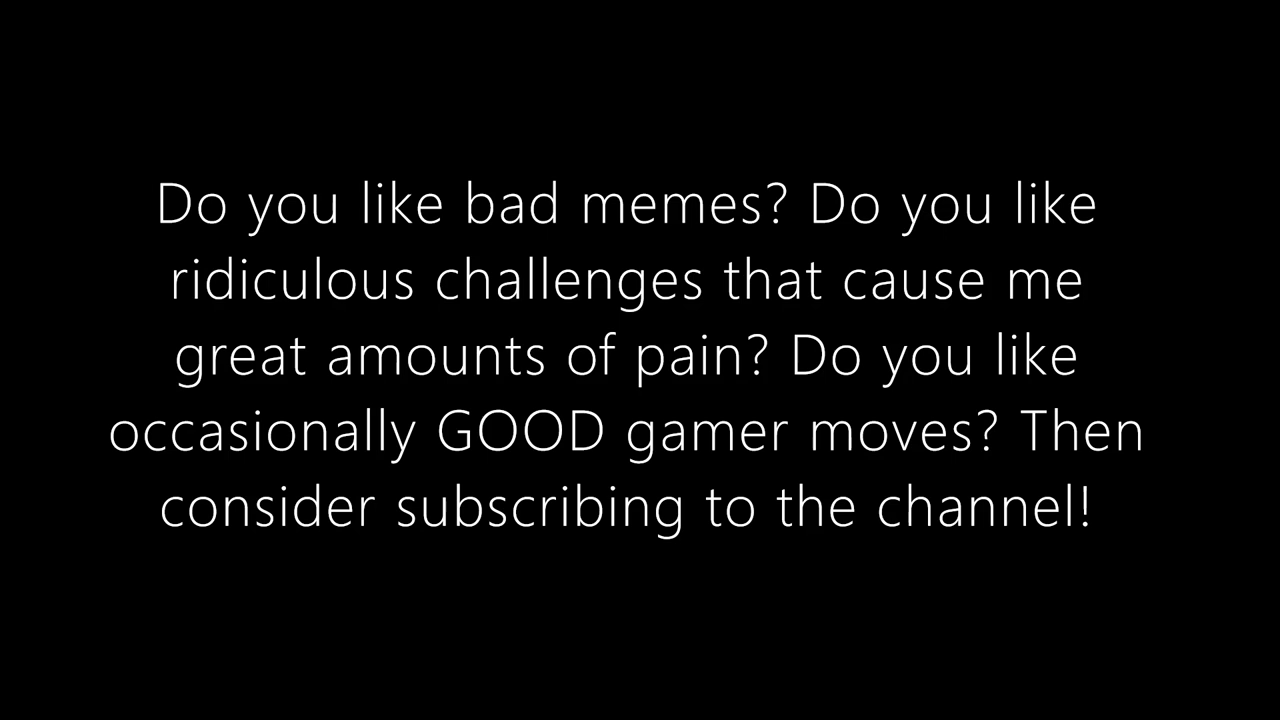 Do you like bad memes? Do you like
ridiculous challenges that cause me
great amounts of pain? Do you like
occasionally GOOD gamer moves? Then
consider subscribing to the channel!